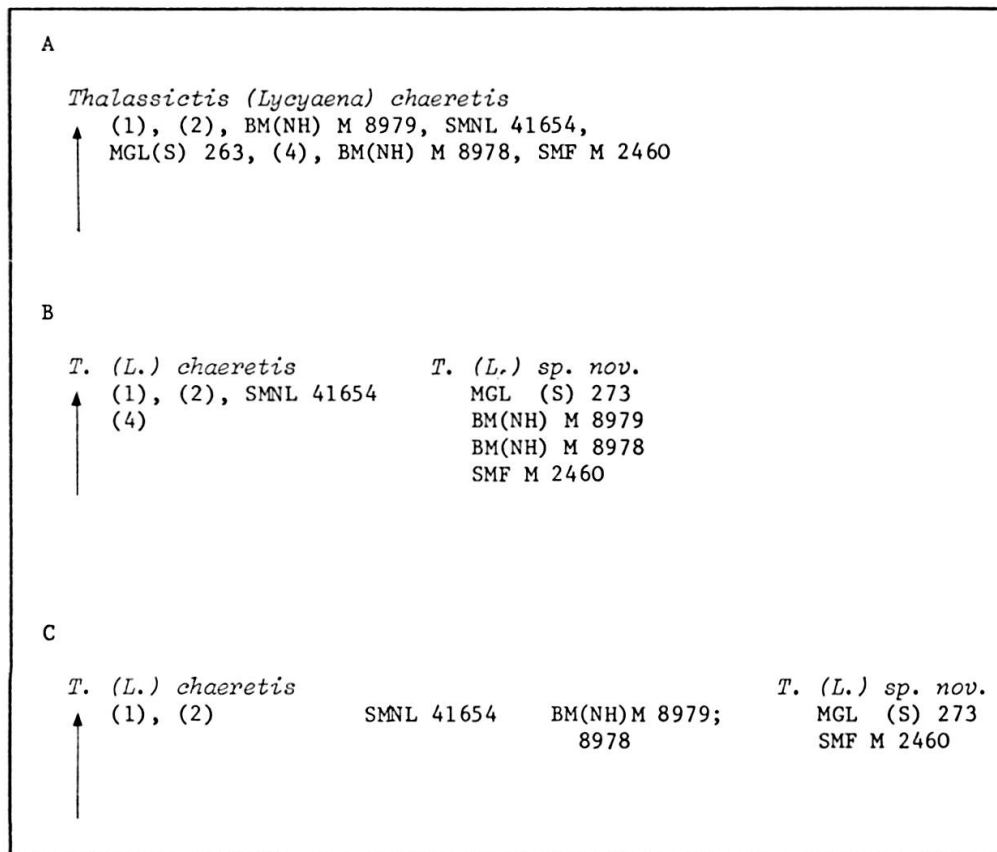 A
Thalassictis (Lycyaena) chaeretis
(1), (2), BM(NH) M 8979, SMNL 41654,
MGL(S) 263, (4), BM(NH) M 8978, SMF M 2460
B
T. (L.) chaeretis T. (L.) sp. nov.
(1), (2), SMNL 41654 MGL (S) 273
(4) BM(NH) M 8979
BM(NH) M 8978
SMF M 2460
C
T. (L.) chaeretis T. (L.) sp. nov.
(1), (2) SMNL 41654 BM(NH)M 8979; MGL (S) 273
8978 SMF M 2460